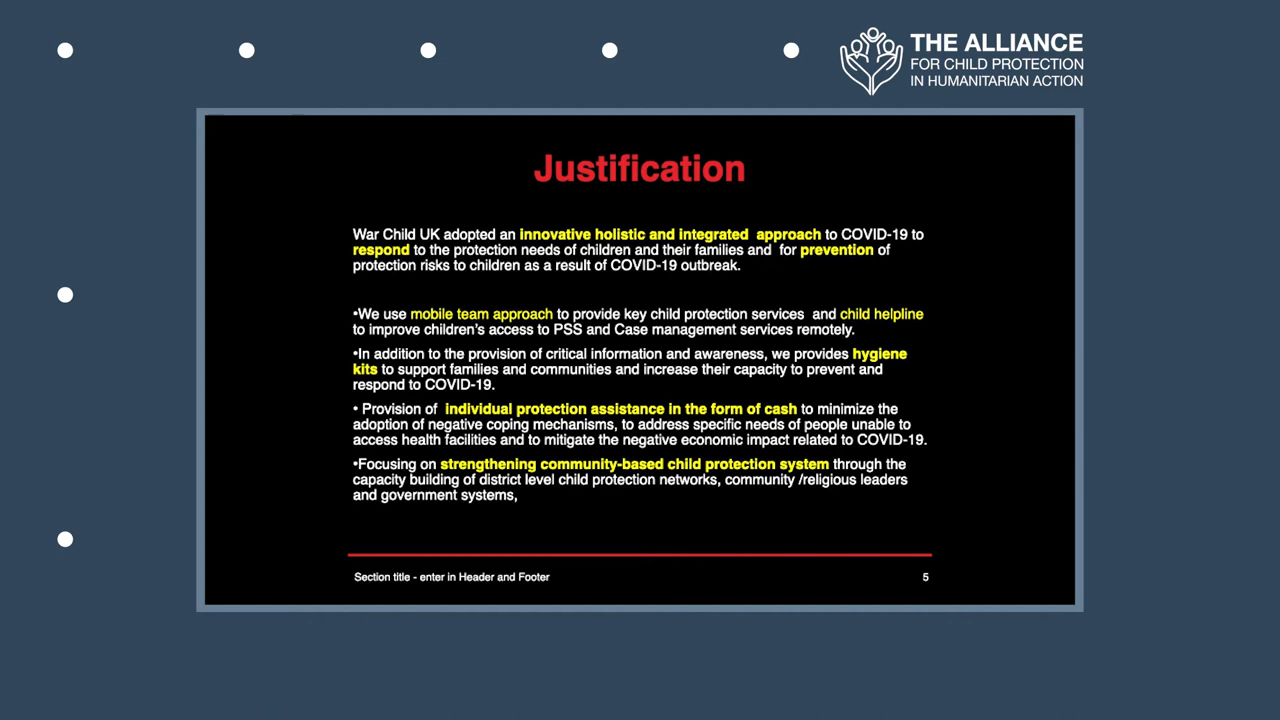 THE ALLIANCE
FOR CHILD PROTECTION
IN HUMANITARIAN ACTION
Justification
War Child UK adopted an innovative holistic and integrated  approach to COVID-19 to
respond to the protection needs of children and their families and  for prevention of
protection risks to children as a result of COVID-19 outbreak.
•We use mobile team approach to provide key child protection services  and child helpline
to improve children's access to PSS and Case management services remotely.
•In addition to the provision of critical information and awareness, we provides hygiene
kits to support families and communities and increase their capacity to prevent and
respond to COVID-19.
• Provision of  individual protection assistance in the form of cash to minimize the
adoption of negative coping mechanisms, to address specific needs of people unable to
access health facilities and to mitigate the negative economic impact related to COVID-19.
•Focusing on strengthening community-based child protection system through the
capacity building of district level child protection networks, community /religious leaders
and government systems,
Section title - enter in Header and Footer
5